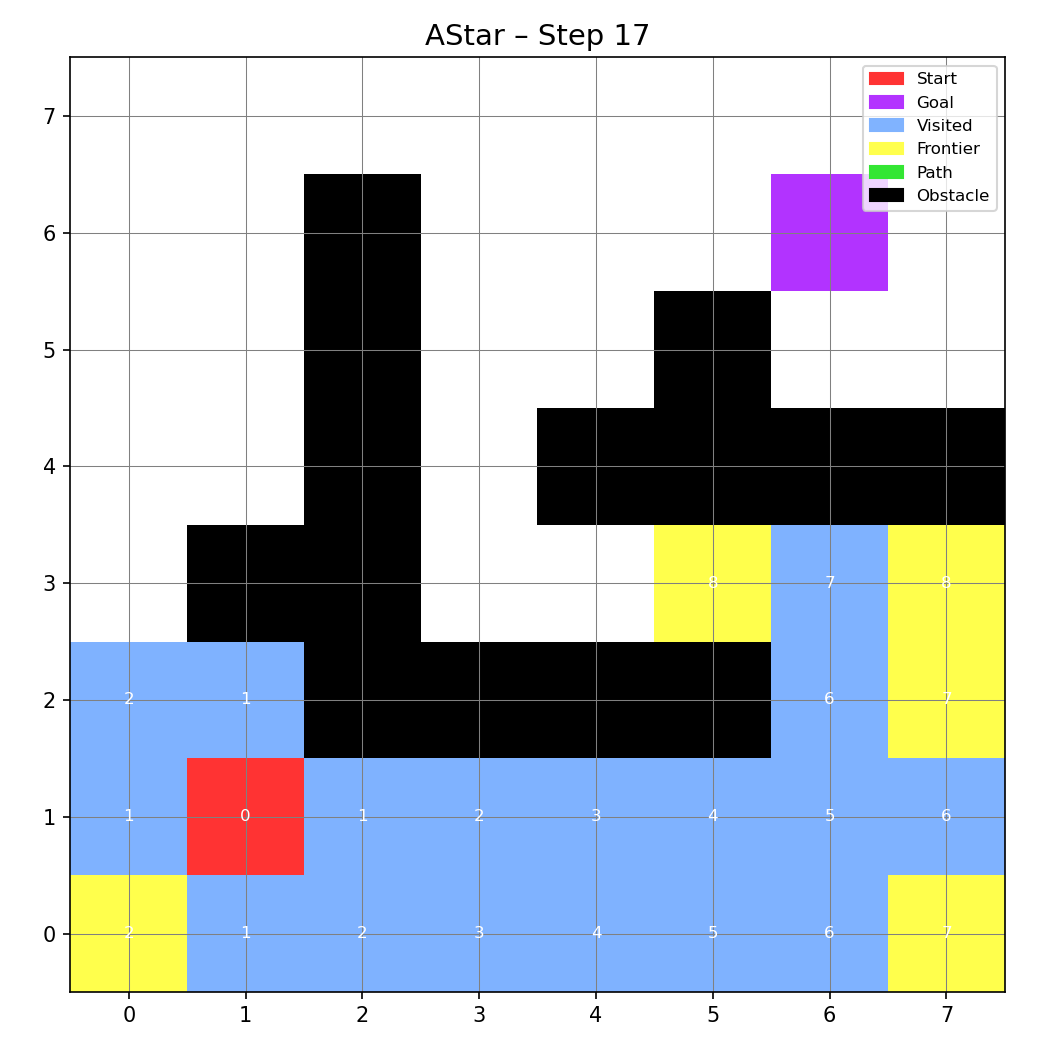 AStar – Step 17
Start
Goal
Visited
Frontier
Path
Obstacle
7
6
5
4
3 8 7 8
2 2 1 6 7
1 1 0 1 2 3 4 5 6
0 2 1 2 3 4 5 6 7
0 1 2 3 4 5 6 7